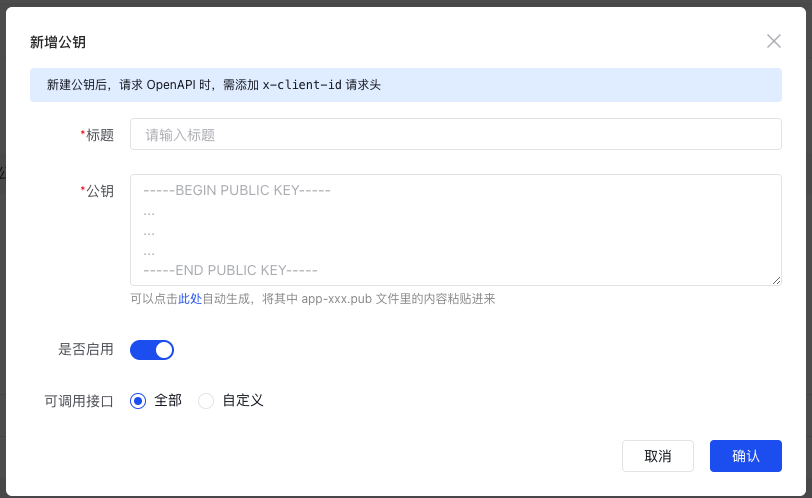 新增公钥
新建公钥后，请求 OpenAPI 时，需添加 x-client-id 请求头
*标题
请输入标题
*公钥
-----BEGIN PUBLIC KEY-----
...
...
...
-----END PUBLIC KEY-----
可以点击此处自动生成，将其中 app-xxx.pub 文件里的内容粘贴进来
是否启用
可调用接口 全部 自定义
取消 确认